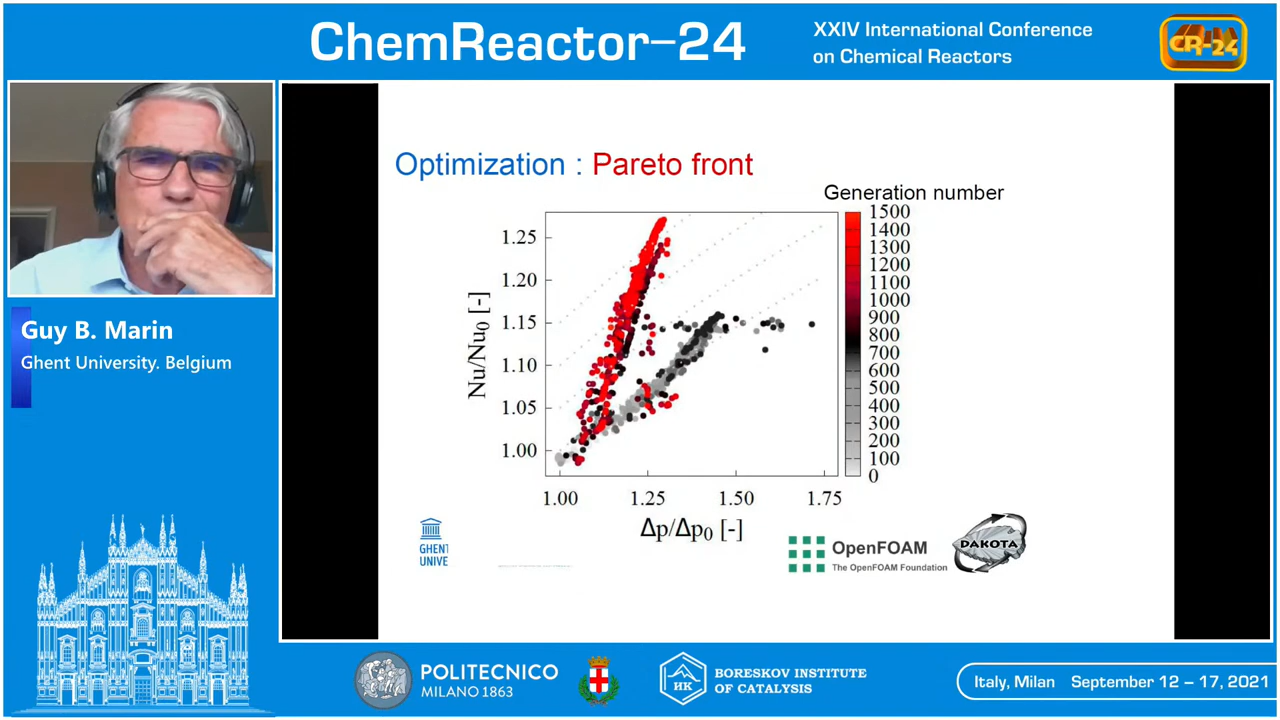 ChemReactor–24
XXIV International Conference
on Chemical Reactors
CR-24
Guy B. Marin
Ghent University. Belgium
Optimization : Pareto front
Generation number
1.25
1.20
1.15
1.10
1.05
1.00
Nu/Nu0 [-]
1.00 1.25 1.50 1.75
Δp/Δp0 [-]
1500
1400
1300
1200
1100
1000
900
800
700
600
500
400
300
200
100
0
GHENT
UNIVE
OpenFOAM
The OpenFOAM Foundation
DAKOTA
POLITECNICO
MILANO 1863
ИК
BORESKOV INSTITUTE
OF CATALYSIS
Italy, Milan September 12 – 17, 2021